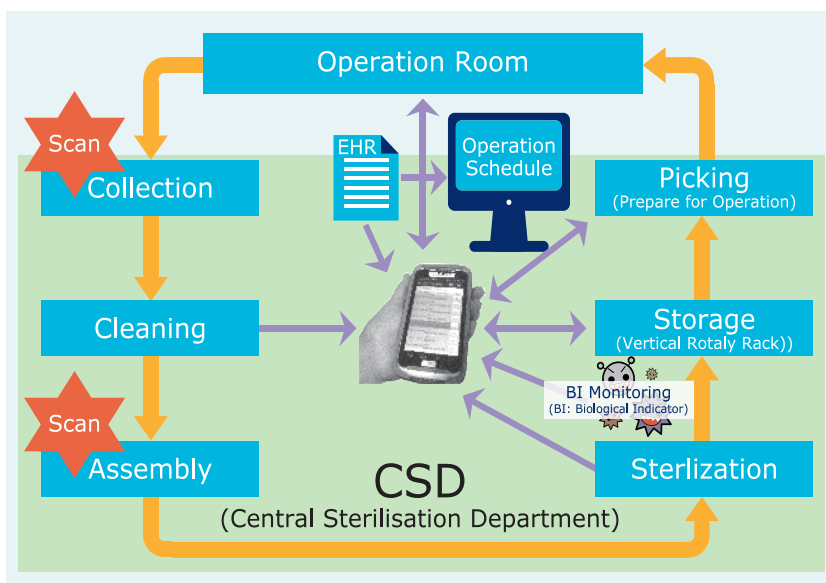 Operation Room
Scan
EHR
Operation
Schedule
Collection
Picking
(Prepare for Operation)
Cleaning
Storage
(Vertical Rotaly Rack))
BI Monitoring
(BI: Biological Indicator)
Scan
Assembly
Sterlization
CSD
(Central Sterilisation Department)